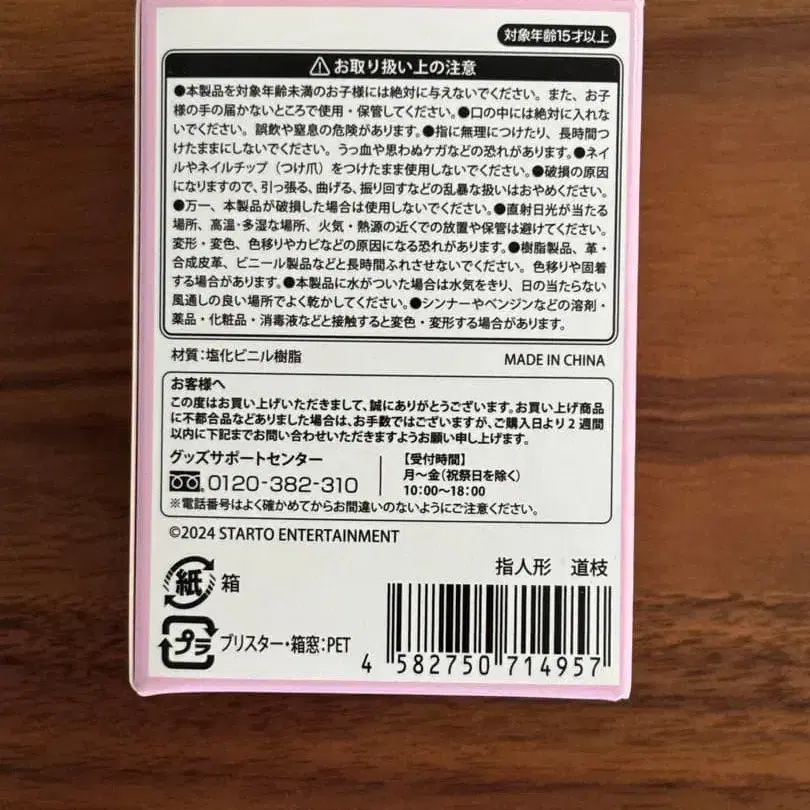 対象年齢15才以上
⚠お取り扱い上の注意
●本製品を対象年齢未満のお子様には絶対に与えないでください。また、お子
様の手の届かないところで使用・保管してください。●口の中には絶対に入れな
いでください。誤飲や窒息の危険があります。●指に無理につけたり、長時間つ
けたままにしないでください。うっ血や思わぬケガなどの恐れがあります。●ネイ
ルやネイルチップ（つけ爪）をつけたまま使用しないでください。●破損の原因
になりますので、引っ張る、曲げる、振り回すなどの乱暴な扱いはおやめください。
●万一、本製品が破損した場合は使用しないでください。●直射日光が当たる
場所、高温・多湿な場所、火気・熱源の近くでの放置や保管は避けてください。
変形・変色、色移りやカビなどの原因になる恐れがあります。●樹脂製品、革・
合成皮革、ビニール製品などと長時間ふれさせないでください。色移りや固着
する場合があります。●本製品に水がついた場合は水気をきり、日の当たらない
風通しの良い場所でよく乾かしてください。●シンナーやベンジンなどの溶剤・
薬品・化粧品・消毒液などと接触すると変色・変形する場合があります。
材質：塩化ビニル樹脂 MADE IN CHINA
お客様へ
この度はお買い上げいただきまして、誠にありがとうございます。お買い上げ商品
に不都合品などありました場合は、お手数ではございますが、ご購入日より2週間
以内に下記までお問い合わせいただきますようお願い申し上げます。
グッズサポートセンター
0120-382-310
【受付時間】
月〜金(祝祭日を除く)
10:00〜18:00
※電話番号はよく確かめてからお間違いのないようにご注意ください。
©2024 STARTO ENTERTAINMENT
紙 箱
指人形 道枝
プラ ブリスター・箱窓：PET
4 582750 714957